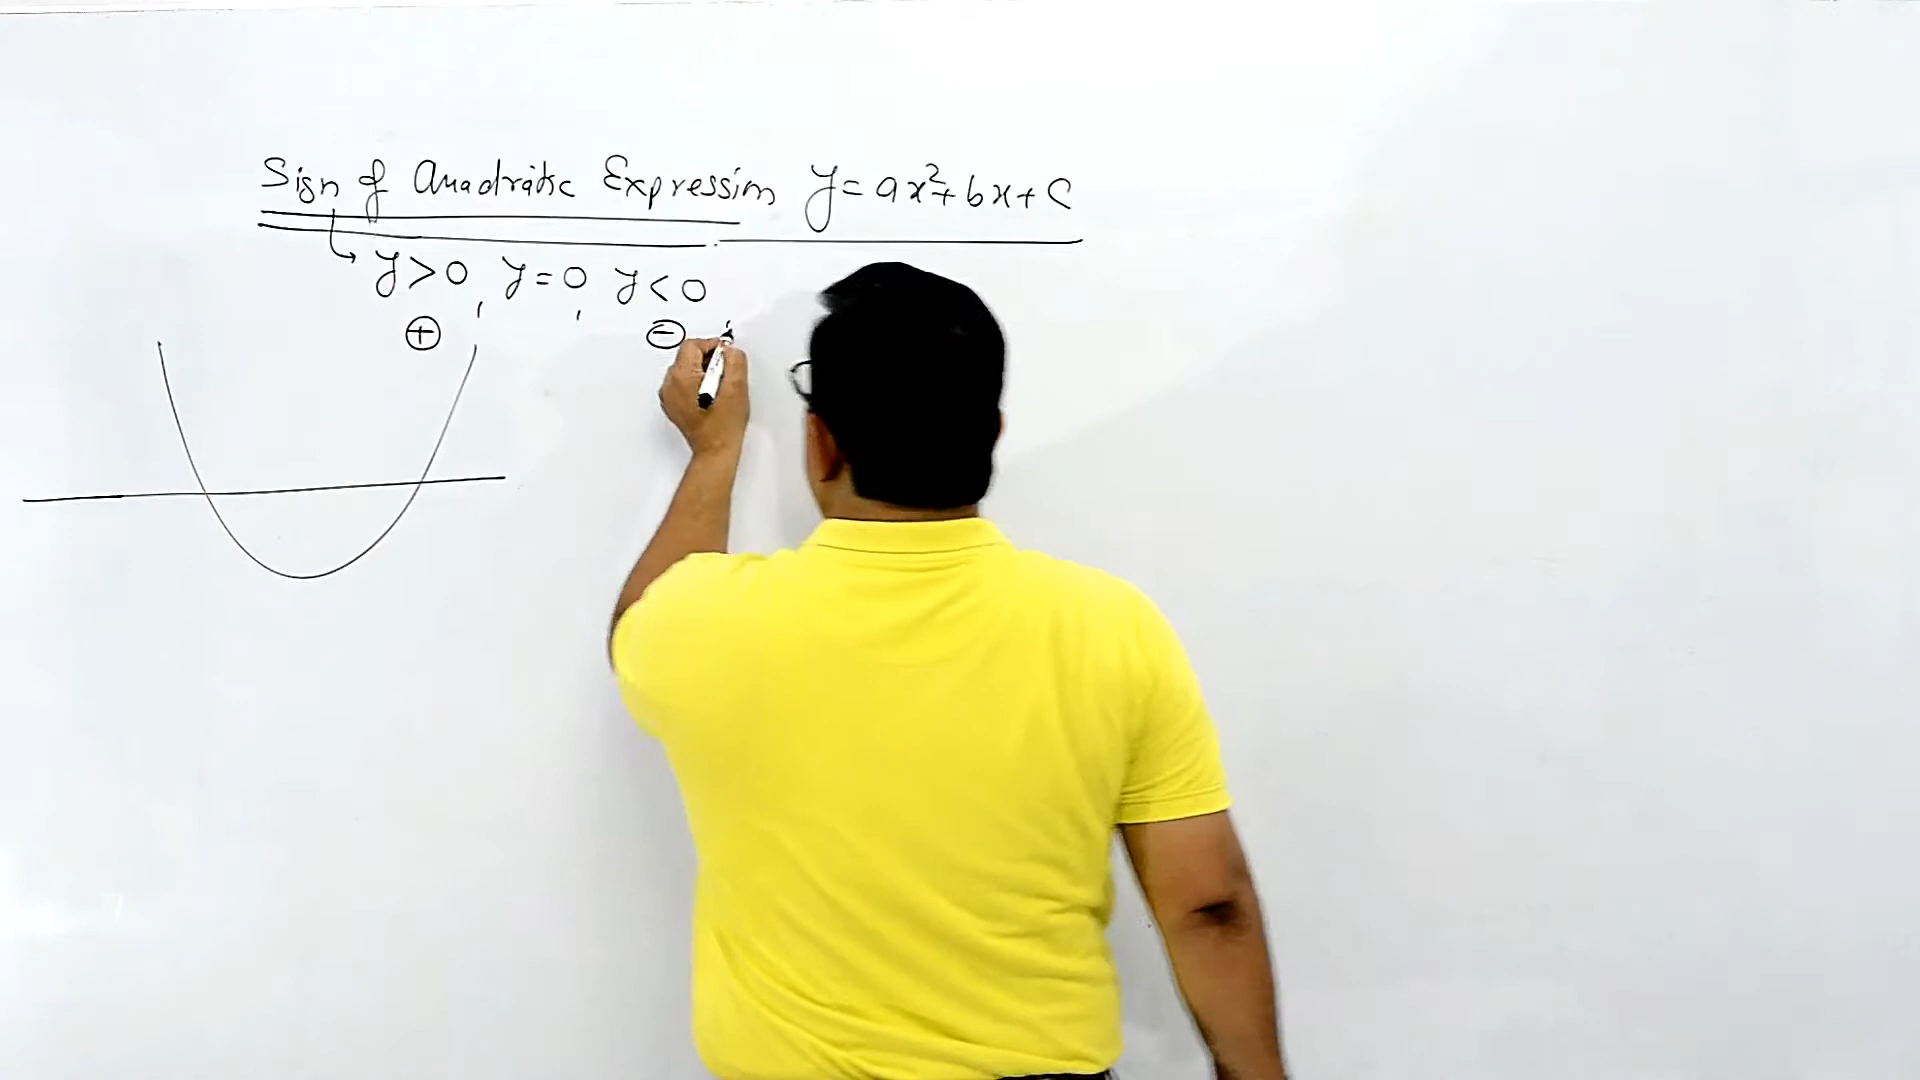 Sign of Quadratic Expression y = ax²+bx+c
y>0, y=0, y<0
⊕ ⊖